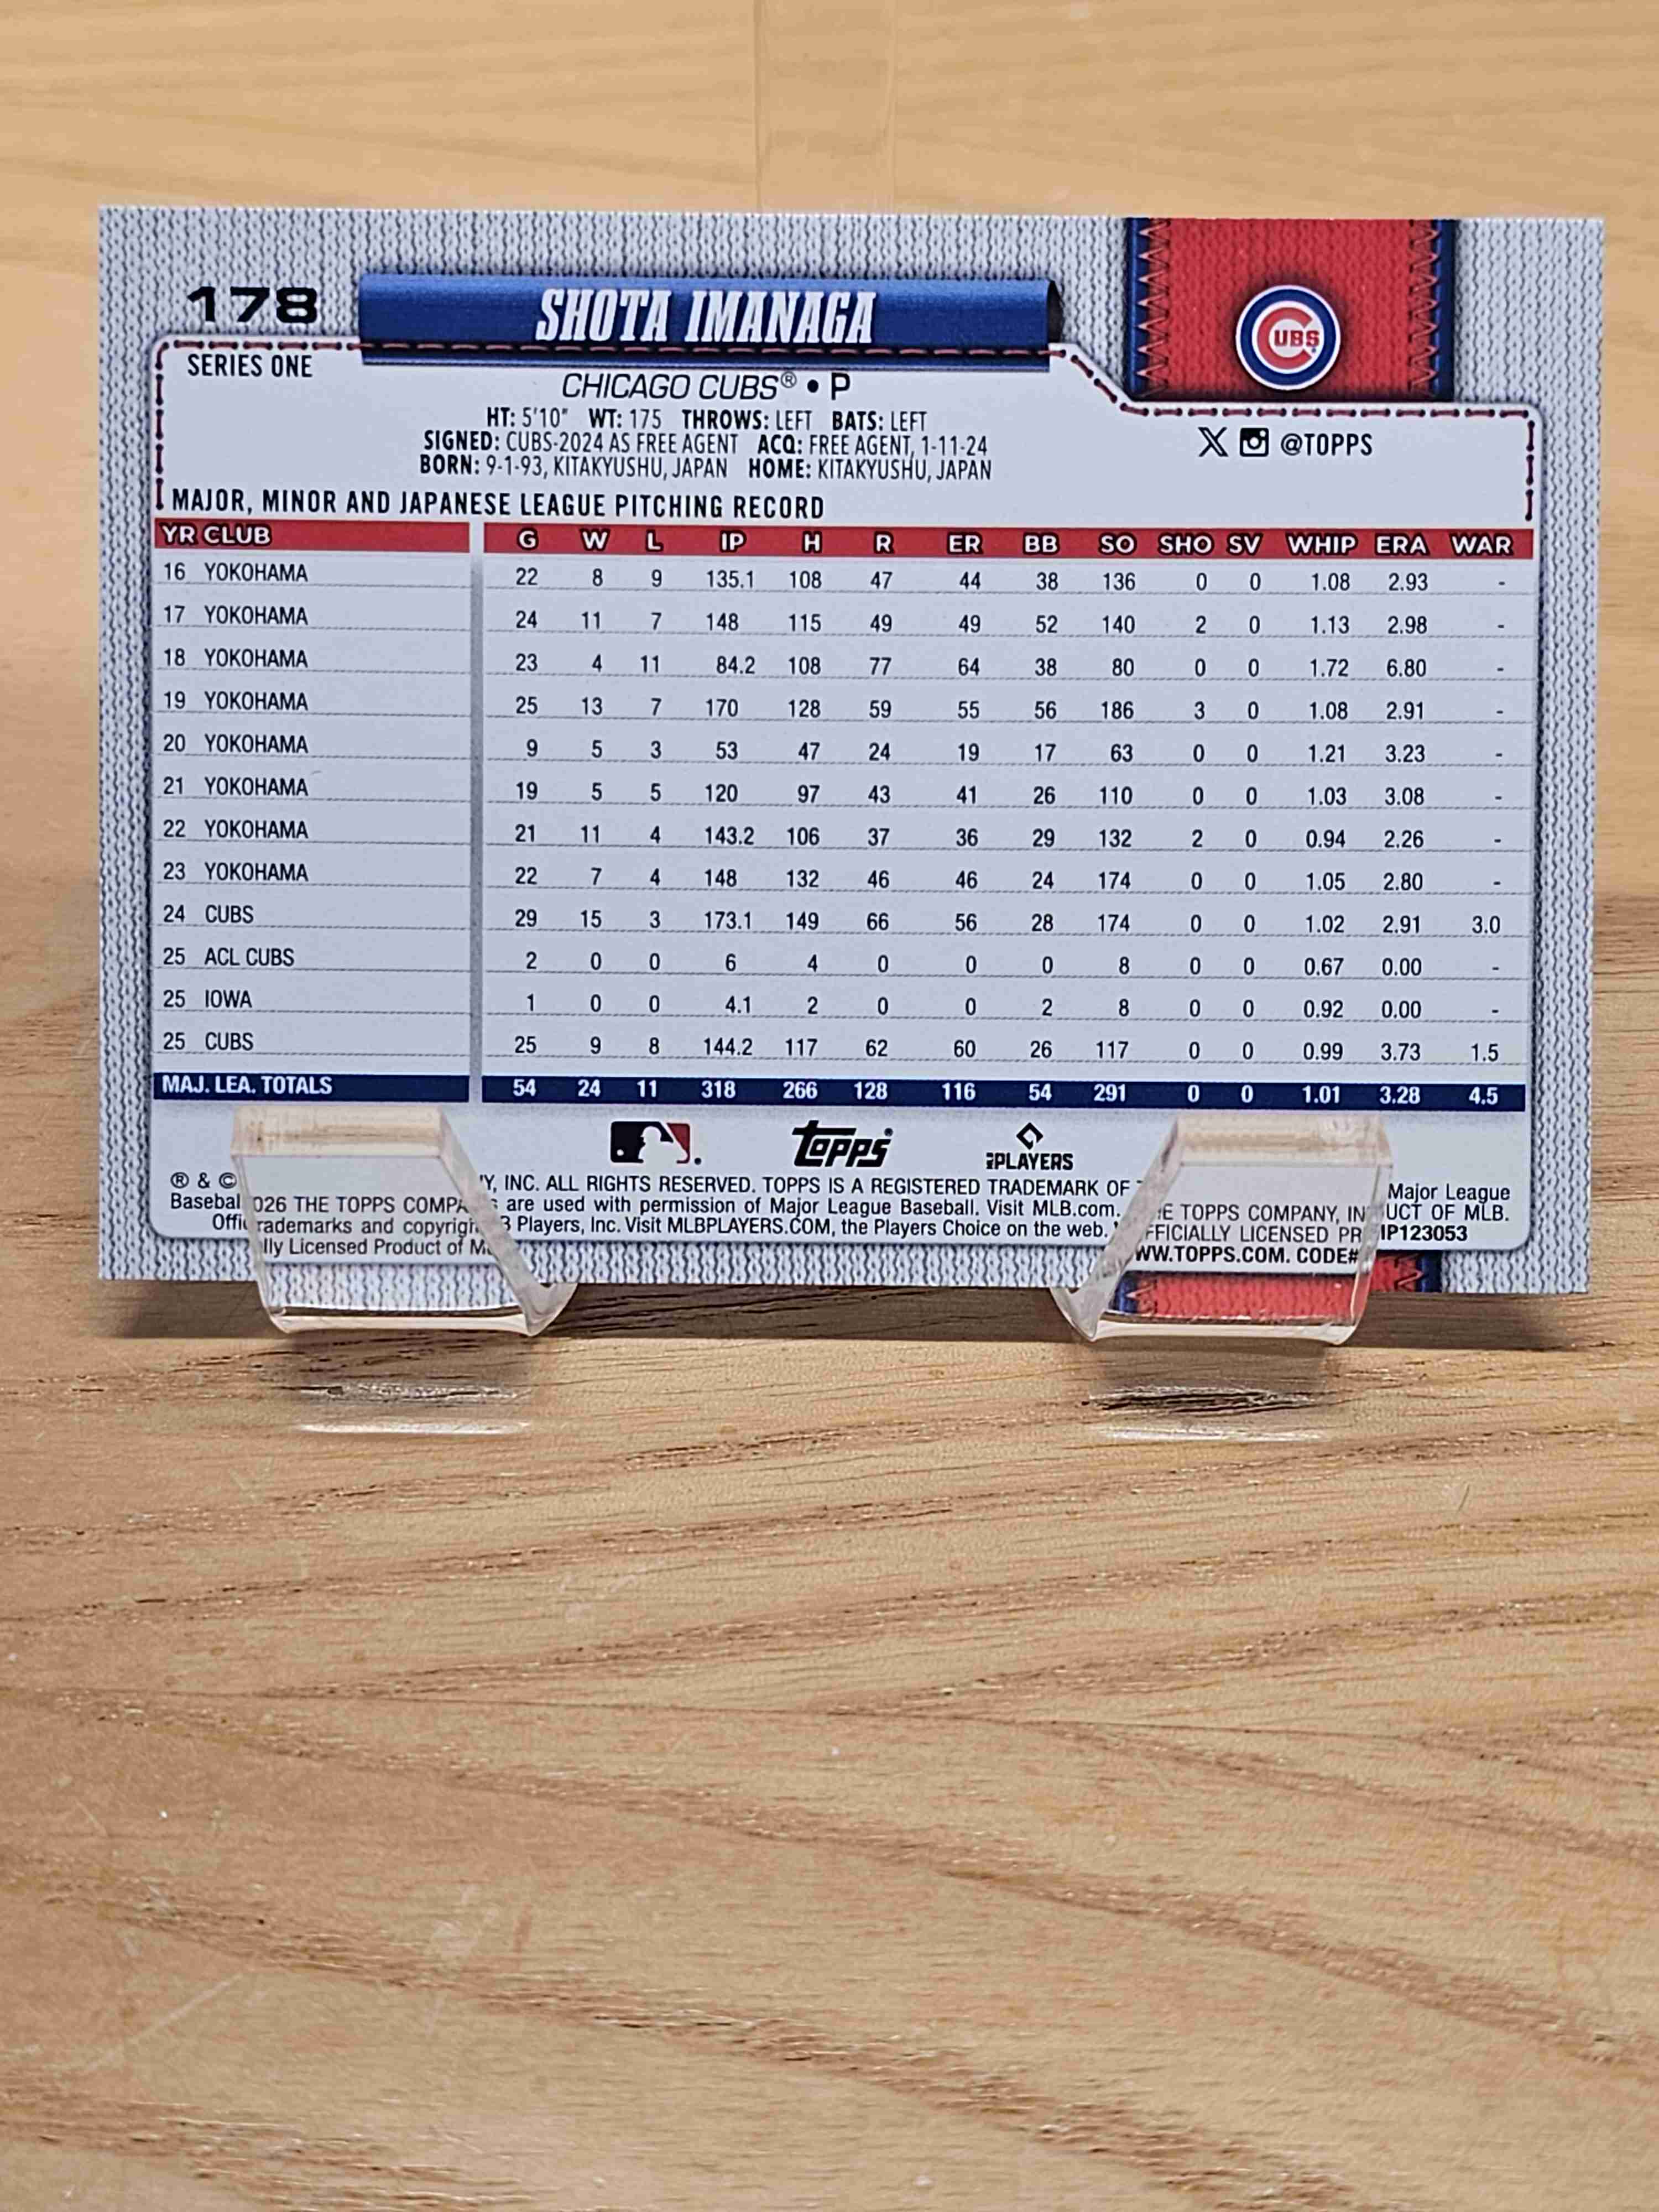 178
SHOTA IMANAGA
UBS
SERIES ONE
CHICAGO CUBS® • P
HT: 5'10" WT: 175 THROWS: LEFT BATS: LEFT
SIGNED: CUBS-2024 AS FREE AGENT ACQ: FREE AGENT, 1-11-24
BORN: 9-1-93, KITAKYUSHU, JAPAN HOME: KITAKYUSHU, JAPAN
@TOPPS
MAJOR, MINOR AND JAPANESE LEAGUE PITCHING RECORD
YR CLUB G W L IP H R ER BB SO SHO SV WHIP ERA WAR
16 YOKOHAMA 22 8 9 135.1 108 47 44 38 136 0 0 1.08 2.93 -
17 YOKOHAMA 24 11 7 148 115 49 49 52 140 2 0 1.13 2.98 -
18 YOKOHAMA 23 4 11 84.2 108 77 64 38 80 0 0 1.72 6.80 -
19 YOKOHAMA 25 13 7 170 128 59 55 56 186 3 0 1.08 2.91 -
20 YOKOHAMA 9 5 3 53 47 24 19 17 63 0 0 1.21 3.23 -
21 YOKOHAMA 19 5 5 120 97 43 41 26 110 0 0 1.03 3.08 -
22 YOKOHAMA 21 11 4 143.2 106 37 36 29 132 2 0 0.94 2.26 -
23 YOKOHAMA 22 7 4 148 132 46 46 24 174 0 0 1.05 2.80 -
24 CUBS 29 15 3 173.1 149 66 56 28 174 0 0 1.02 2.91 3.0
25 ACL CUBS 2 0 0 6 4 0 0 0 8 0 0 0.67 0.00 -
25 IOWA 1 0 0 4.1 2 0 0 2 8 0 0 0.92 0.00 -
25 CUBS 25 9 8 144.2 117 62 60 26 117 0 0 0.99 3.73 1.5
MAJ. LEA. TOTALS 54 24 11 318 266 128 116 54 291 0 0 1.01 3.28 4.5
topps
PLAYERS
® & © 026 THE TOPPS COMPA Y, INC. ALL RIGHTS RESERVED. TOPPS IS A REGISTERED TRADEMARK OF E TOPPS COMPANY, IN Major League
Baseball rademarks and copyrigh s are used with permission of Major League Baseball. Visit MLB.com. FFICIALLY LICENSED PR UCT OF MLB.
Offi lly Licensed Product of M Players, Inc. Visit MLBPLAYERS.COM, the Players Choice on the web. WW.TOPPS.COM. CODE# IP123053